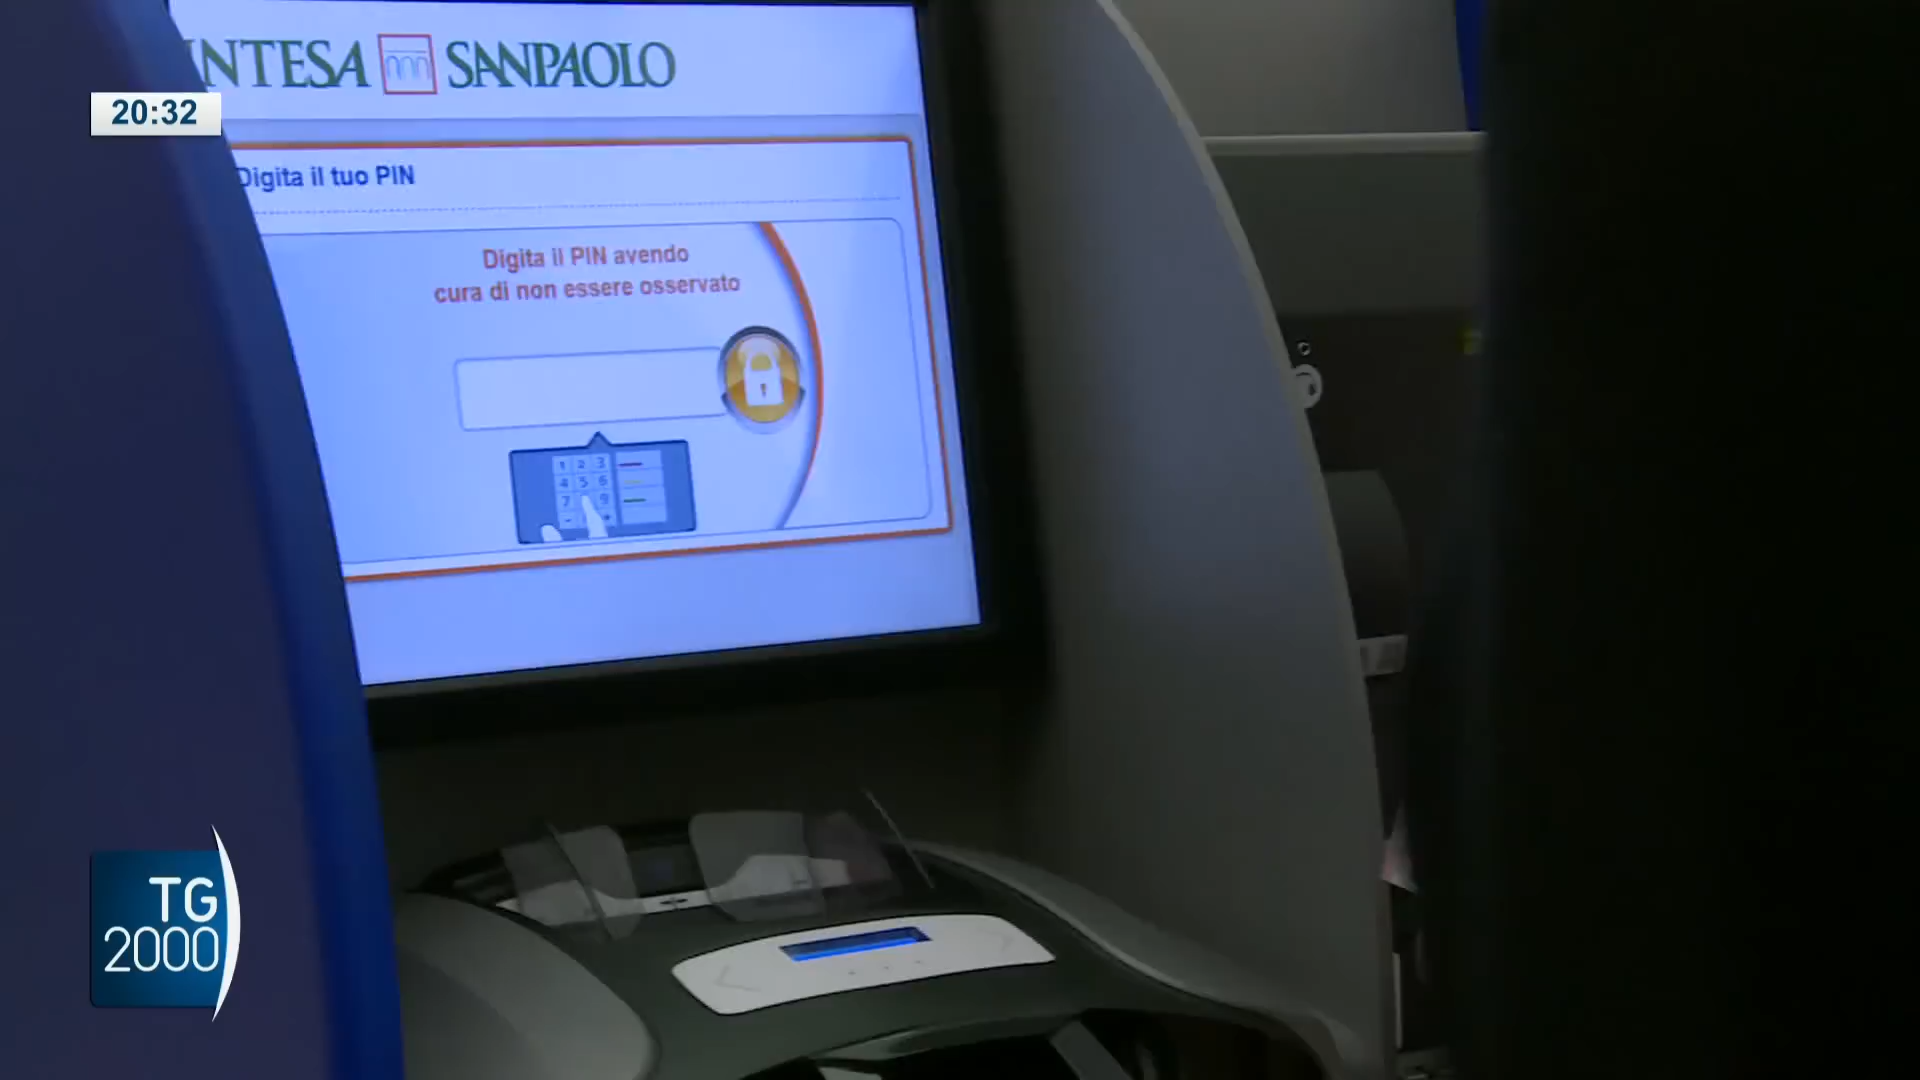 NTESA SANPAOLO
20:32
Digita il tuo PIN
Digita il PIN avendo
cura di non essere osservato
1 2 3
4 5 6
7 9
TG
2000